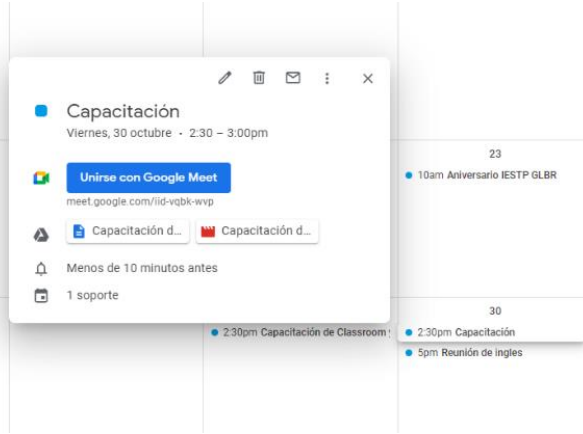 Capacitación
Viernes, 30 octubre · 2:30 – 3:00pm
Unirse con Google Meet
meet.google.com/iid-vqbk-wvp
Capacitación d...
Capacitación d...
Menos de 10 minutos antes
1 soporte
23
10am Aniversario IESTP GLBR
30
2:30pm Capacitación de Classroom
2:30pm Capacitación
5pm Reunión de ingles